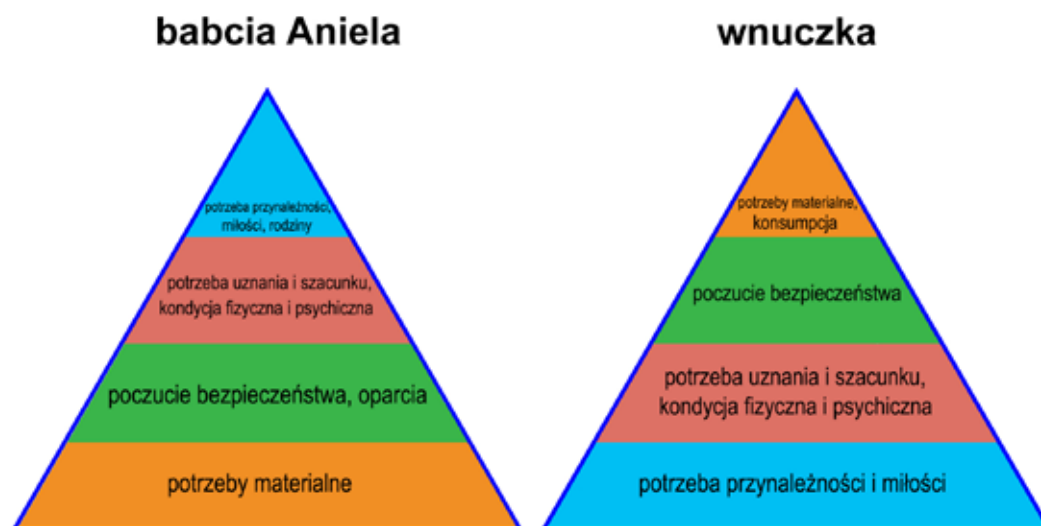 babcia Aniela
potrzeba przynależności,
miłości, rodziny
potrzeba uznania i szacunku,
kondycja fizyczna i psychiczna
poczucie bezpieczeństwa, oparcia
potrzeby materialne
wnuczka
potrzeby materialne,
konsumpcja
poczucie bezpieczeństwa
potrzeba uznania i szacunku,
kondycja fizyczna i psychiczna
potrzeba przynależności i miłości